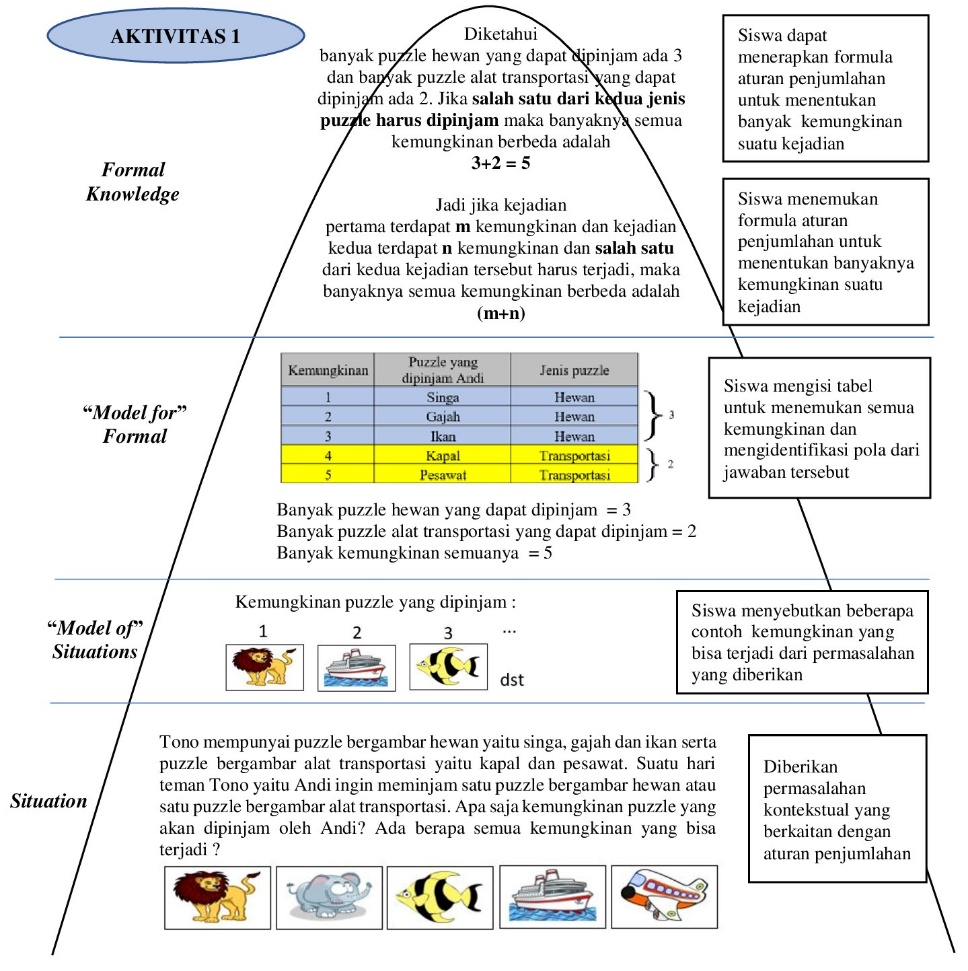 AKTIVITAS 1
Diketahui
banyak puzzle hewan yang dapat dipinjam ada 3
dan banyak puzzle alat transportasi yang dapat
dipinjam ada 2. Jika salah satu dari kedua jenis
puzzle harus dipinjam maka banyaknya semua
kemungkinan berbeda adalah
3+2 = 5
Jadi jika kejadian
pertama terdapat m kemungkinan dan kejadian
kedua terdapat n kemungkinan dan salah satu
dari kedua kejadian tersebut harus terjadi, maka
banyaknya semua kemungkinan berbeda adalah
(m+n)
Formal
Knowledge
Siswa dapat
menerapkan formula
aturan penjumlahan
untuk menentukan
banyak kemungkinan
suatu kejadian
Siswa menemukan
formula aturan
penjumlahan untuk
menentukan banyaknya
kemungkinan suatu
kejadian
“Model for”
Formal
Kemungkinan Puzzle yang dipinjam Andi Jenis puzzle
1 Singa Hewan
2 Gajah Hewan
3 Ikan Hewan
4 Kapal Transportasi
5 Pesawat Transportasi
3
2
Banyak puzzle hewan yang dapat dipinjam = 3
Banyak puzzle alat transportasi yang dapat dipinjam = 2
Banyak kemungkinan semuanya = 5
Siswa mengisi tabel
untuk menemukan semua
kemungkinan dan
mengidentifikasi pola dari
jawaban tersebut
“Model of”
Situations
Kemungkinan puzzle yang dipinjam :
1 2 3 ...
dst
Siswa menyebutkan beberapa
contoh kemungkinan yang
bisa terjadi dari permasalahan
yang diberikan
Situation
Tono mempunyai puzzle bergambar hewan yaitu singa, gajah dan ikan serta
puzzle bergambar alat transportasi yaitu kapal dan pesawat. Suatu hari
teman Tono yaitu Andi ingin meminjam satu puzzle bergambar hewan atau
satu puzzle bergambar alat transportasi. Apa saja kemungkinan puzzle yang
akan dipinjam oleh Andi? Ada berapa semua kemungkinan yang bisa
terjadi ?
Diberikan
permasalahan
kontekstual yang
berkaitan dengan
aturan penjumlahan